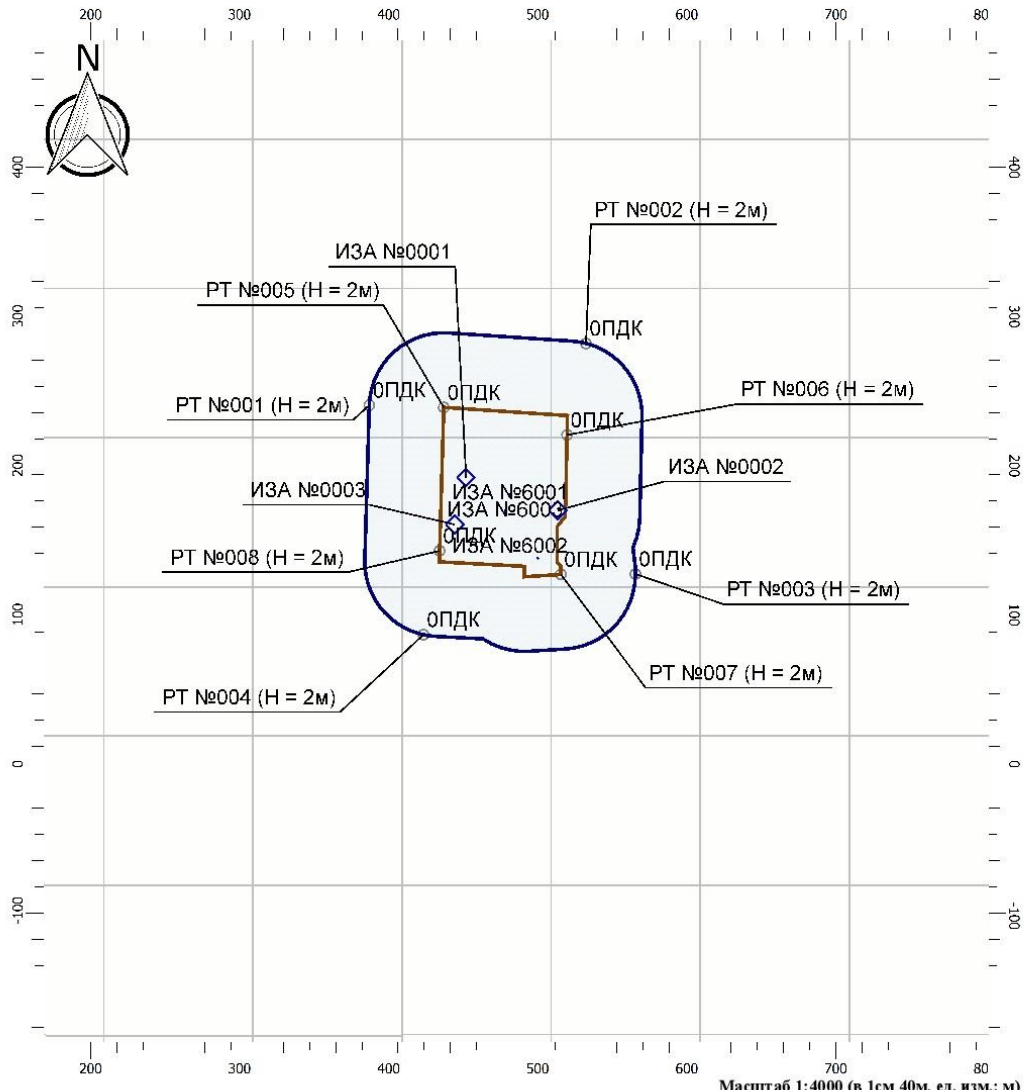 200 300 400 500 600 700 80
N
400 400
РТ №002 (H = 2м)
ИЗА №0001
РТ №005 (H = 2м)
300 300
0ПДК
РТ №006 (H = 2м)
0ПДК 0ПДК
РТ №001 (H = 2м)
0ПДК
200 ИЗА №0002 200
ИЗА №0003 ИЗА №6001
ИЗА №600
0ПДК
ИЗА №6002
РТ №008 (H = 2м) 0ПДК 0ПДК
РТ №003 (H = 2м)
100 0ПДК 100
РТ №007 (H = 2м)
РТ №004 (H = 2м)
0 0
-100 -100
200 300 400 500 600 700 80
Масштаб 1:4000 (в 1см 40м, ед. изм.: м)